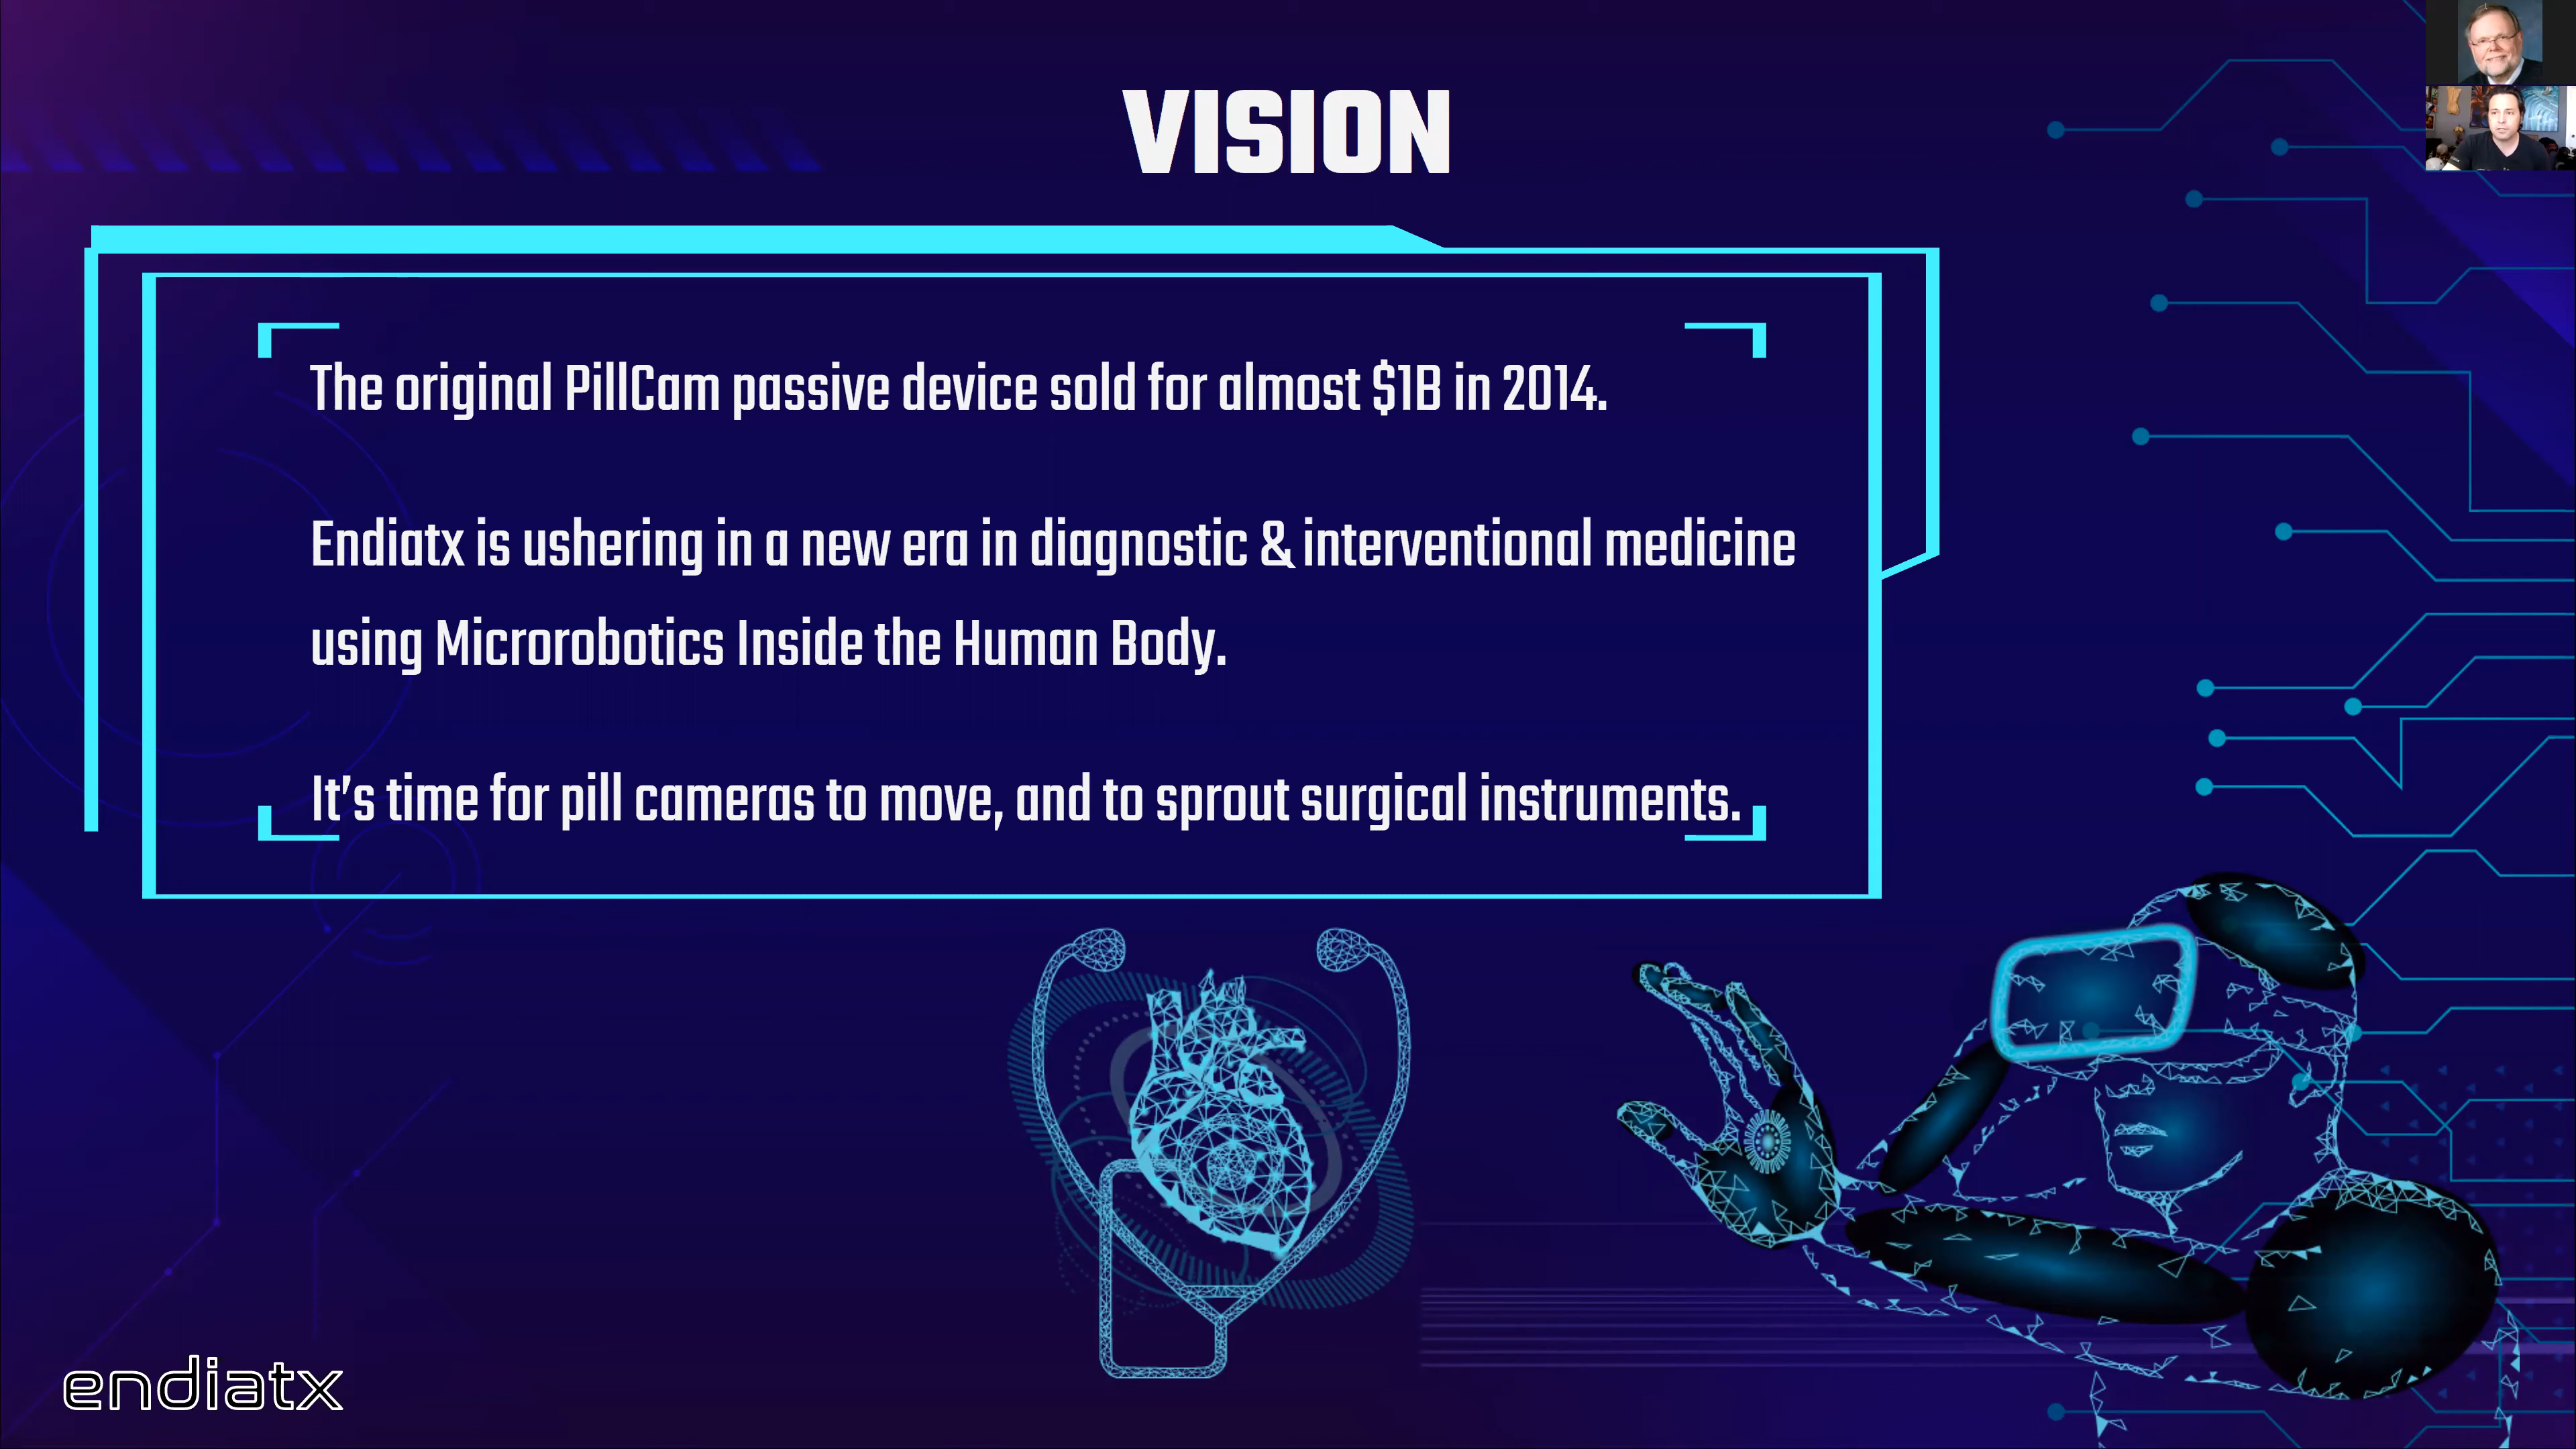 VISION
The original PillCam passive device sold for almost $1B in 2014.
Endiatx is ushering in a new era in diagnostic & interventional medicine
using Microrobotics Inside the Human Body.
It's time for pill cameras to move, and to sprout surgical instruments.
endiatx